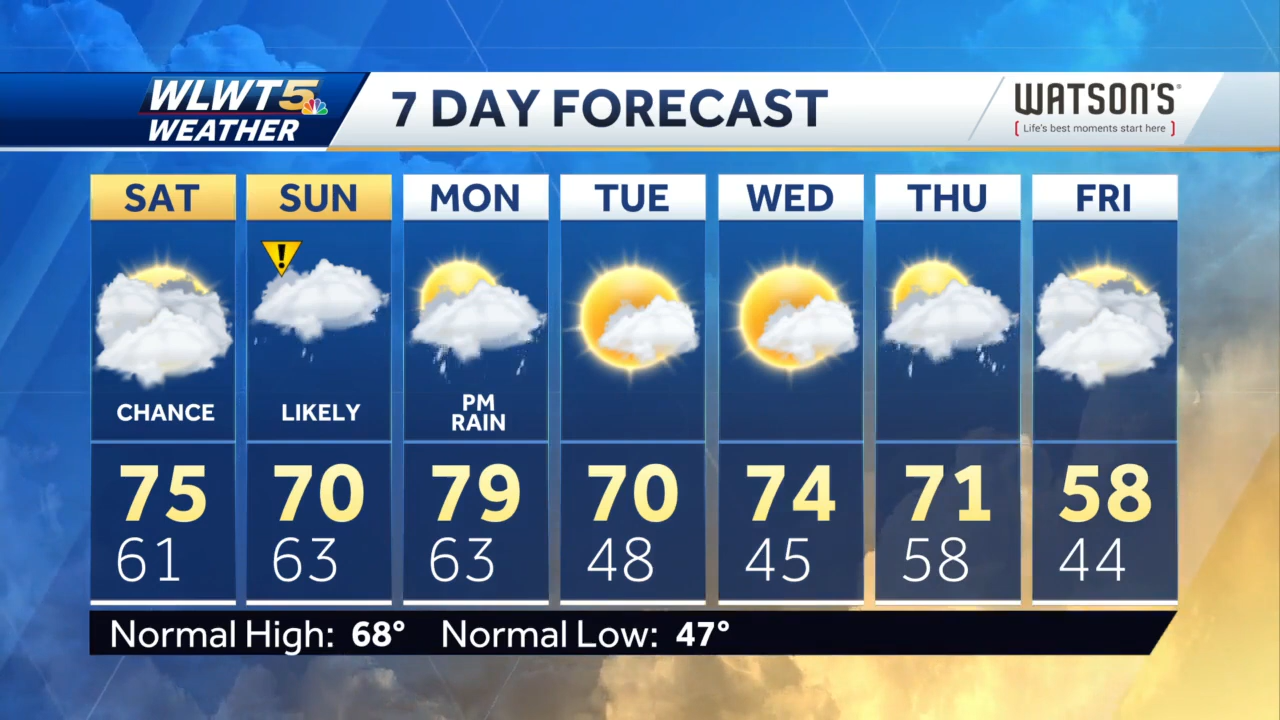 WLWT5
WEATHER
7 DAY FORECAST
WATSON'S®
[ Life's best moments start here ]
SAT SUN MON TUE WED THU FRI
!
CHANCE LIKELY PM RAIN
75 70 79 70 74 71 58
61 63 63 48 45 58 44
Normal High: 68° Normal Low: 47°